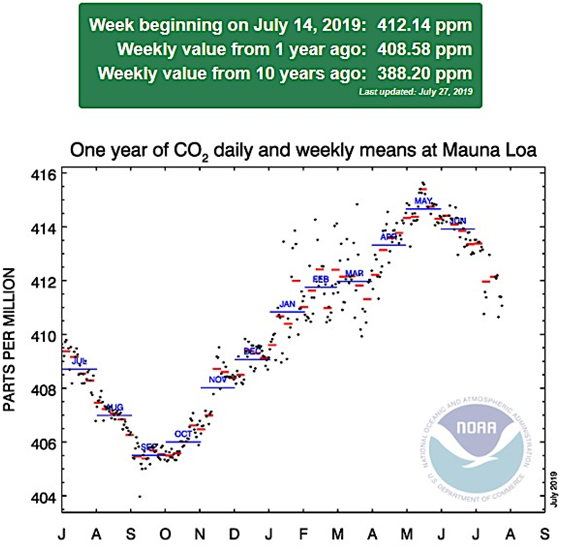 Week beginning on July 14, 2019: 412.14 ppm
Weekly value from 1 year ago: 408.58 ppm
Weekly value from 10 years ago: 388.20 ppm
Last updated: July 27, 2019
One year of CO₂ daily and weekly means at Mauna Loa
416
414
412
410
408
406
404
PARTS PER MILLION
JUL
AUG
SEP
OCT
NOV
DEC
JAN
FEB
MAR
APR
MAY
JUN
NATIONAL OCEANIC AND ATMOSPHERIC ADMINISTRATION
NOAA
U.S. DEPARTMENT OF COMMERCE
July 2019
J A S O N D J F M A M J J A S